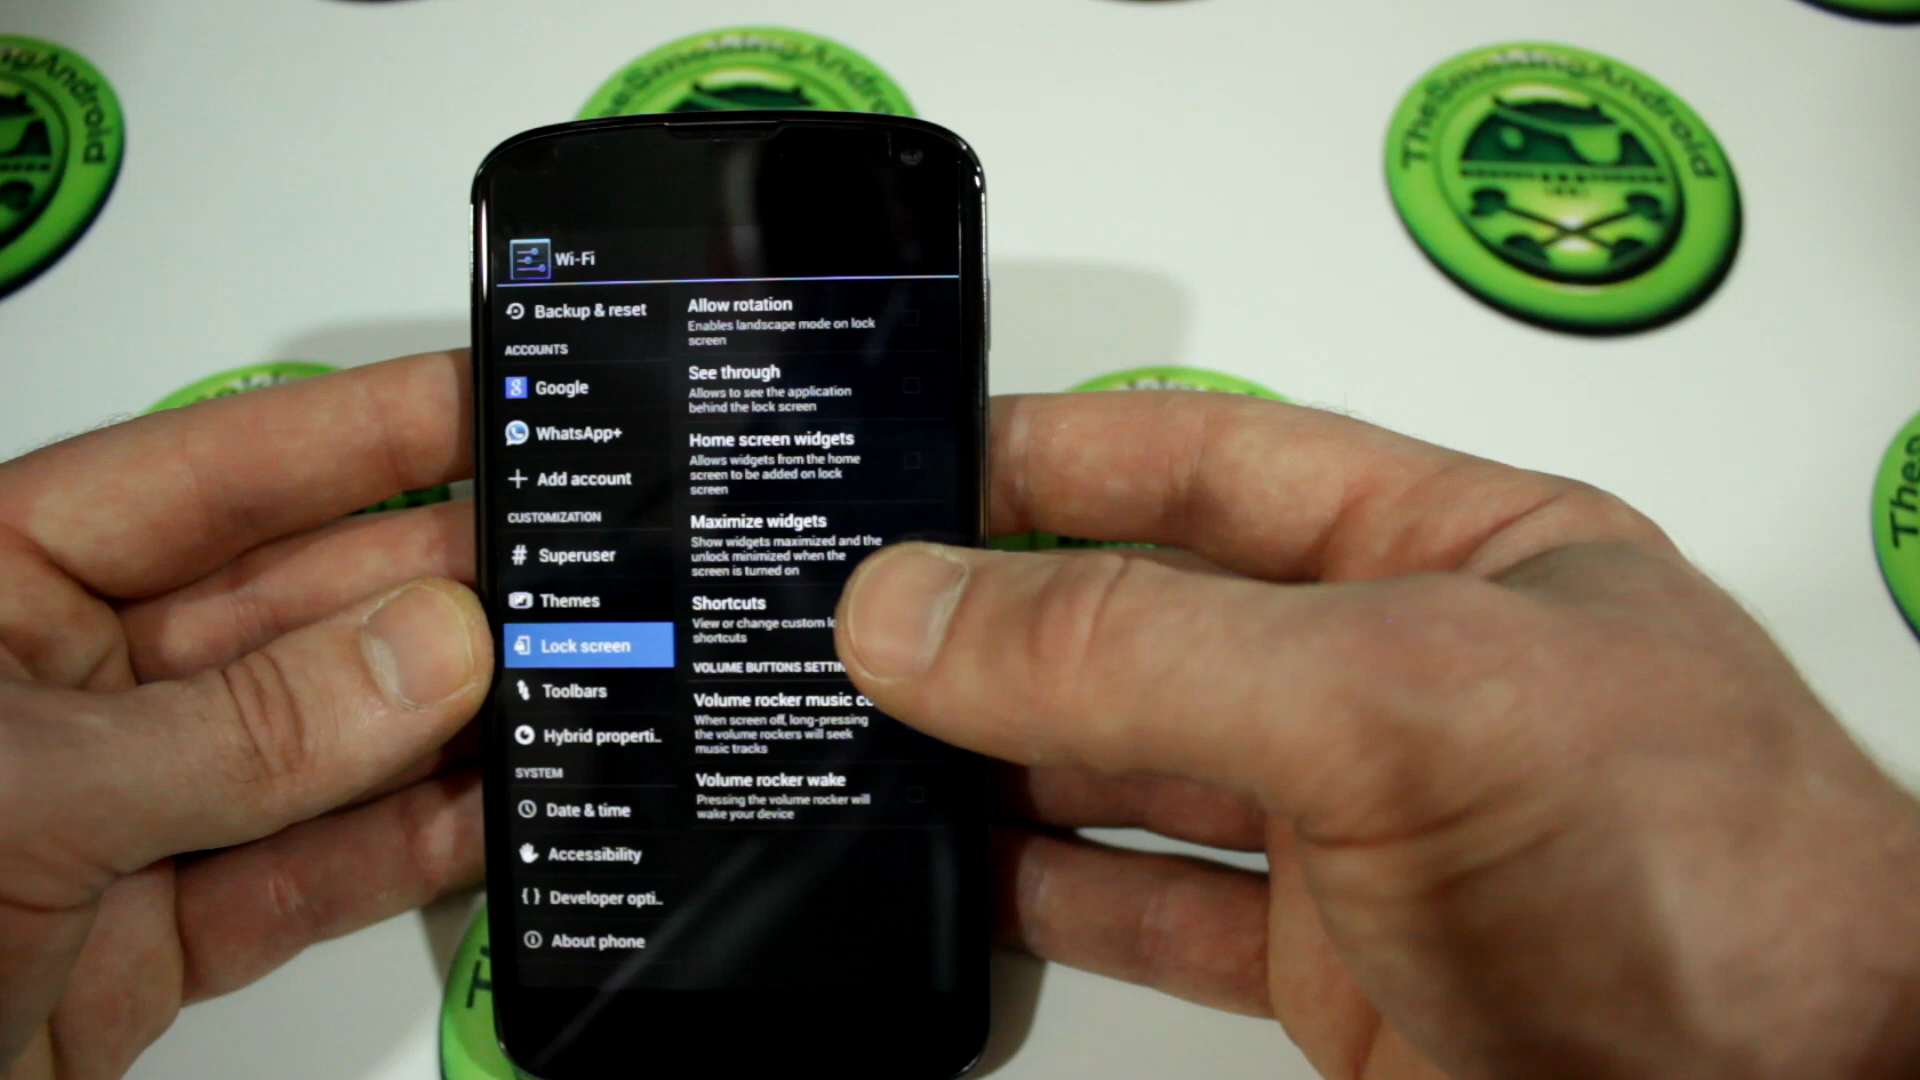 TheSmokingAndroid
TheSmokingAndroid
Wi-Fi
Backup & reset
ACCOUNTS
Google
WhatsApp+
Add account
CUSTOMIZATION
# Superuser
Themes
Lock screen
Toolbars
Hybrid properti...
SYSTEM
Date & time
Accessibility
{ } Developer opti...
About phone
Allow rotation
Enables landscape mode on lock
screen
See through
Allows to see the application
behind the lock screen
Home screen widgets
Allows widgets from the home
screen to be added on lock
screen
Maximize widgets
Show widgets maximized and the
unlock minimized when the
screen is turned on
Shortcuts
View or change custom lo
shortcuts
VOLUME BUTTONS SETTIN
Volume rocker music co
When screen off, long-pressing
the volume rockers will seek
music tracks
Volume rocker wake
Pressing the volume rocker will
wake your device